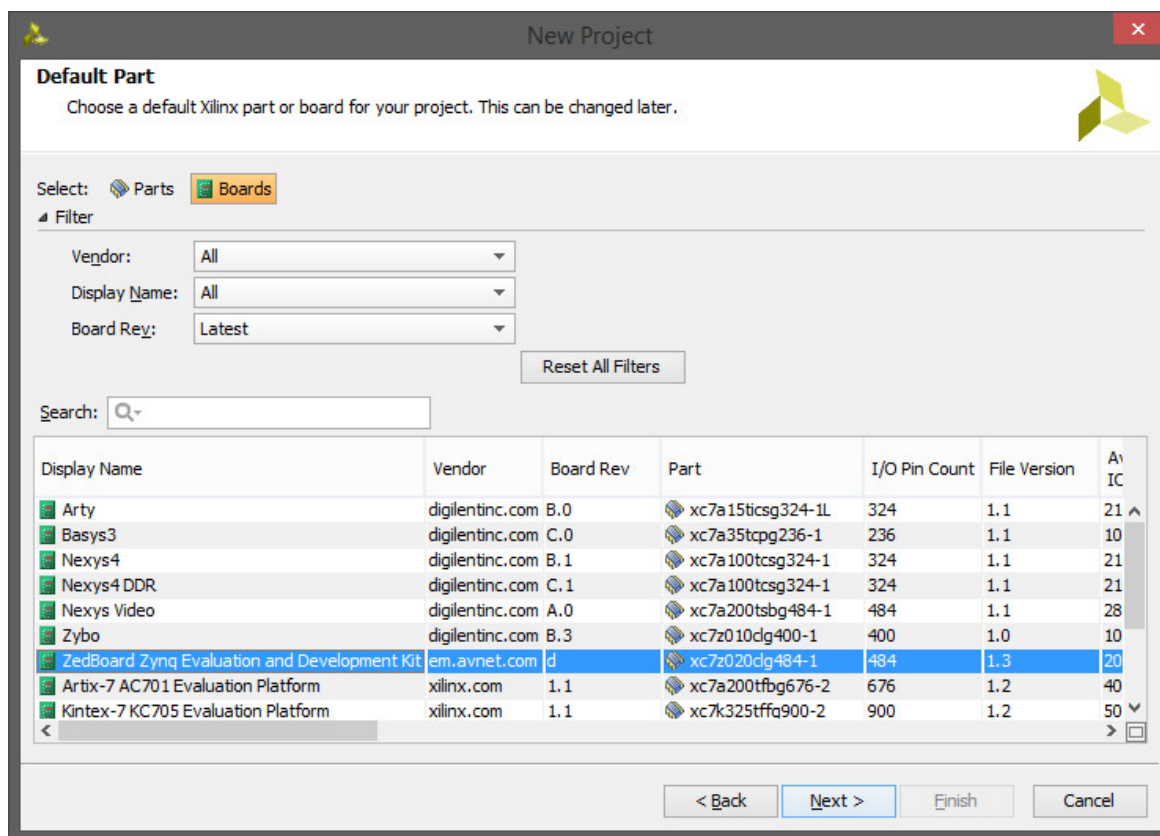 New Project
Default Part
Choose a default Xilinx part or board for your project. This can be changed later.
Select: Parts Boards
Filter
Vendor: All
Display Name: All
Board Rev: Latest
Reset All Filters
Search:
Display Name Vendor Board Rev Part I/O Pin Count File Version Av
IC
Arty digilentinc.com B.0 xc7a15ticsg324-1L 324 1.1 21
Basys3 digilentinc.com C.0 xc7a35tcpg236-1 236 1.1 10
Nexys4 digilentinc.com B.1 xc7a100tcsg324-1 324 1.1 21
Nexys4 DDR digilentinc.com C.1 xc7a100tcsg324-1 324 1.1 21
Nexys Video digilentinc.com A.0 xc7a200tsbg484-1 484 1.1 28
Zybo digilentinc.com B.3 xc7z010clg400-1 400 1.0 10
ZedBoard Zynq Evaluation and Development Kit em.avnet.com d xc7z020clg484-1 484 1.3 20
Artix-7 AC701 Evaluation Platform xilinx.com 1.1 xc7a200tfbg676-2 676 1.2 40
Kintex-7 KC705 Evaluation Platform xilinx.com 1.1 xc7k325tffg900-2 900 1.2 50
< Back Next > Finish Cancel